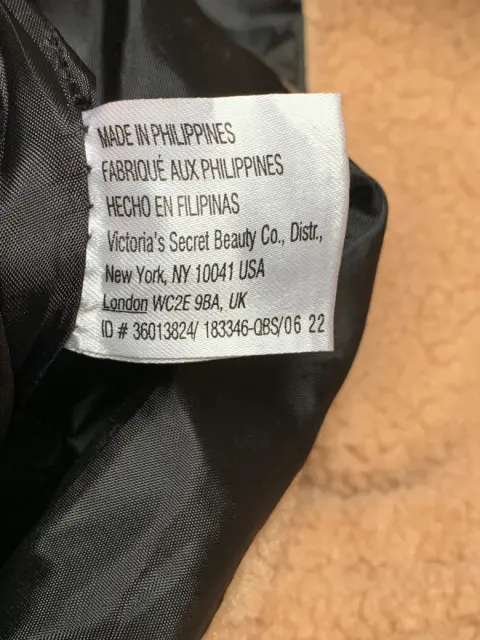 MADE IN PHILIPPINES
FABRIQUÉ AUX PHILIPPINES
HECHO EN FILIPINAS
Victoria's Secret Beauty Co., Distr.,
New York, NY 10041 USA
London WC2E 9BA, UK
ID # 36013824/ 183346-QBS/06 22